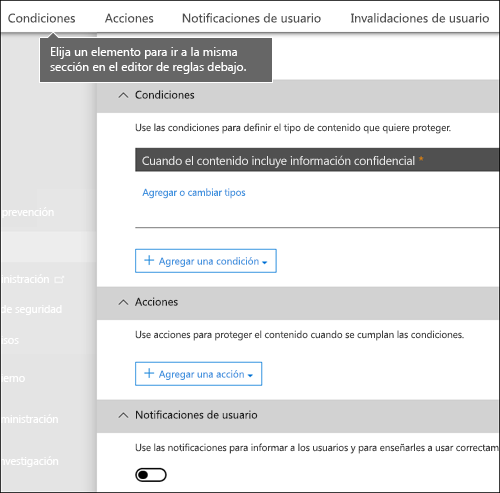 Condiciones Acciones Notificaciones de usuario Invalidaciones de usuario
Elija un elemento para ir a la misma
sección en el editor de reglas debajo.
Condiciones
Use las condiciones para definir el tipo de contenido que quiere proteger.
Cuando el contenido incluye información confidencial *
Agregar o cambiar tipos
prevención
+ Agregar una condición
nistración
Acciones
de seguridad
Use acciones para proteger el contenido cuando se cumplan las condiciones.
sos
+ Agregar una acción
emo
Notificaciones de usuario
ministración
Use las notificaciones para informar a los usuarios y para enseñarles a usar correctam
nvestigación